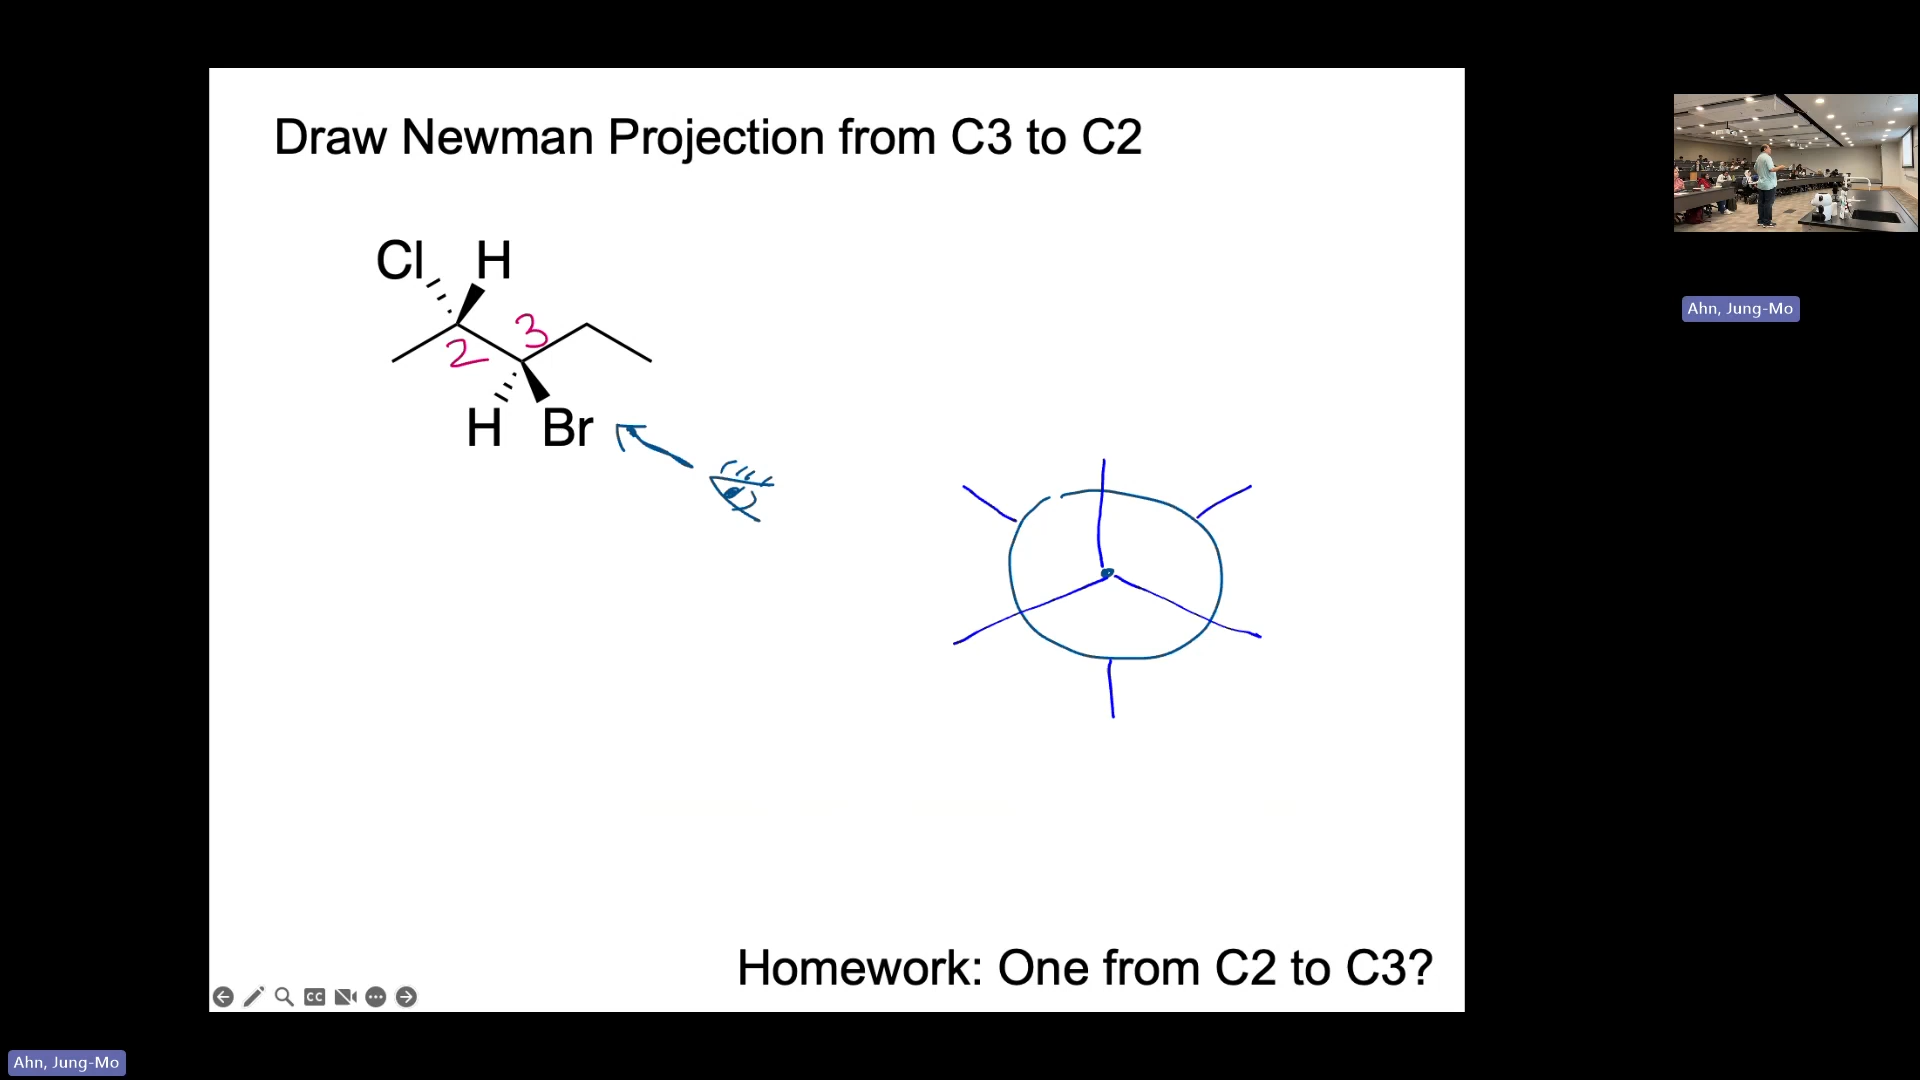 Draw Newman Projection from C3 to C2
Cl H
3
2
H Br
Homework: One from C2 to C3?
CC
Ahn, Jung-Mo
Ahn, Jung-Mo